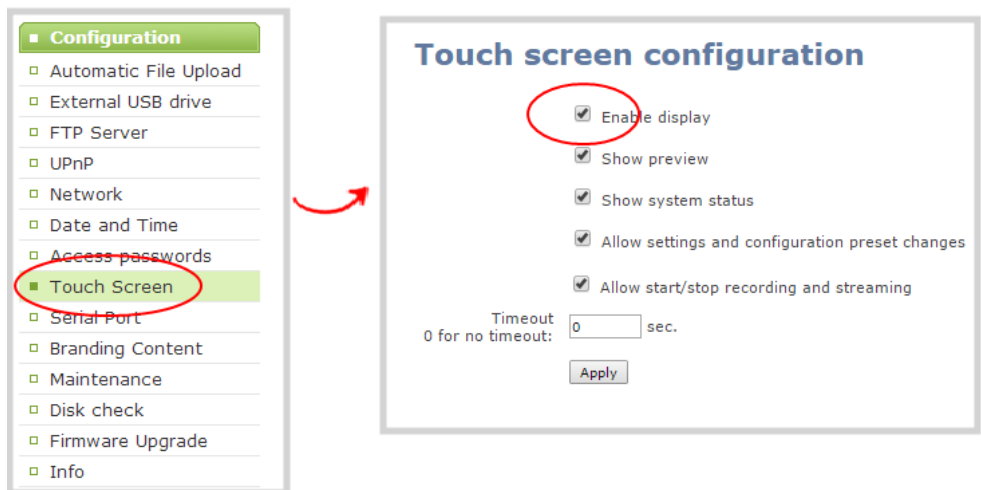 Configuration
Automatic File Upload
External USB drive
FTP Server
UPnP
Network
Date and Time
Access passwords
Touch Screen
Serial Port
Branding Content
Maintenance
Disk check
Firmware Upgrade
Info
Touch screen configuration
Enable display
Show preview
Show system status
Allow settings and configuration preset changes
Allow start/stop recording and streaming
Timeout
0 for no timeout: 0 sec.
Apply